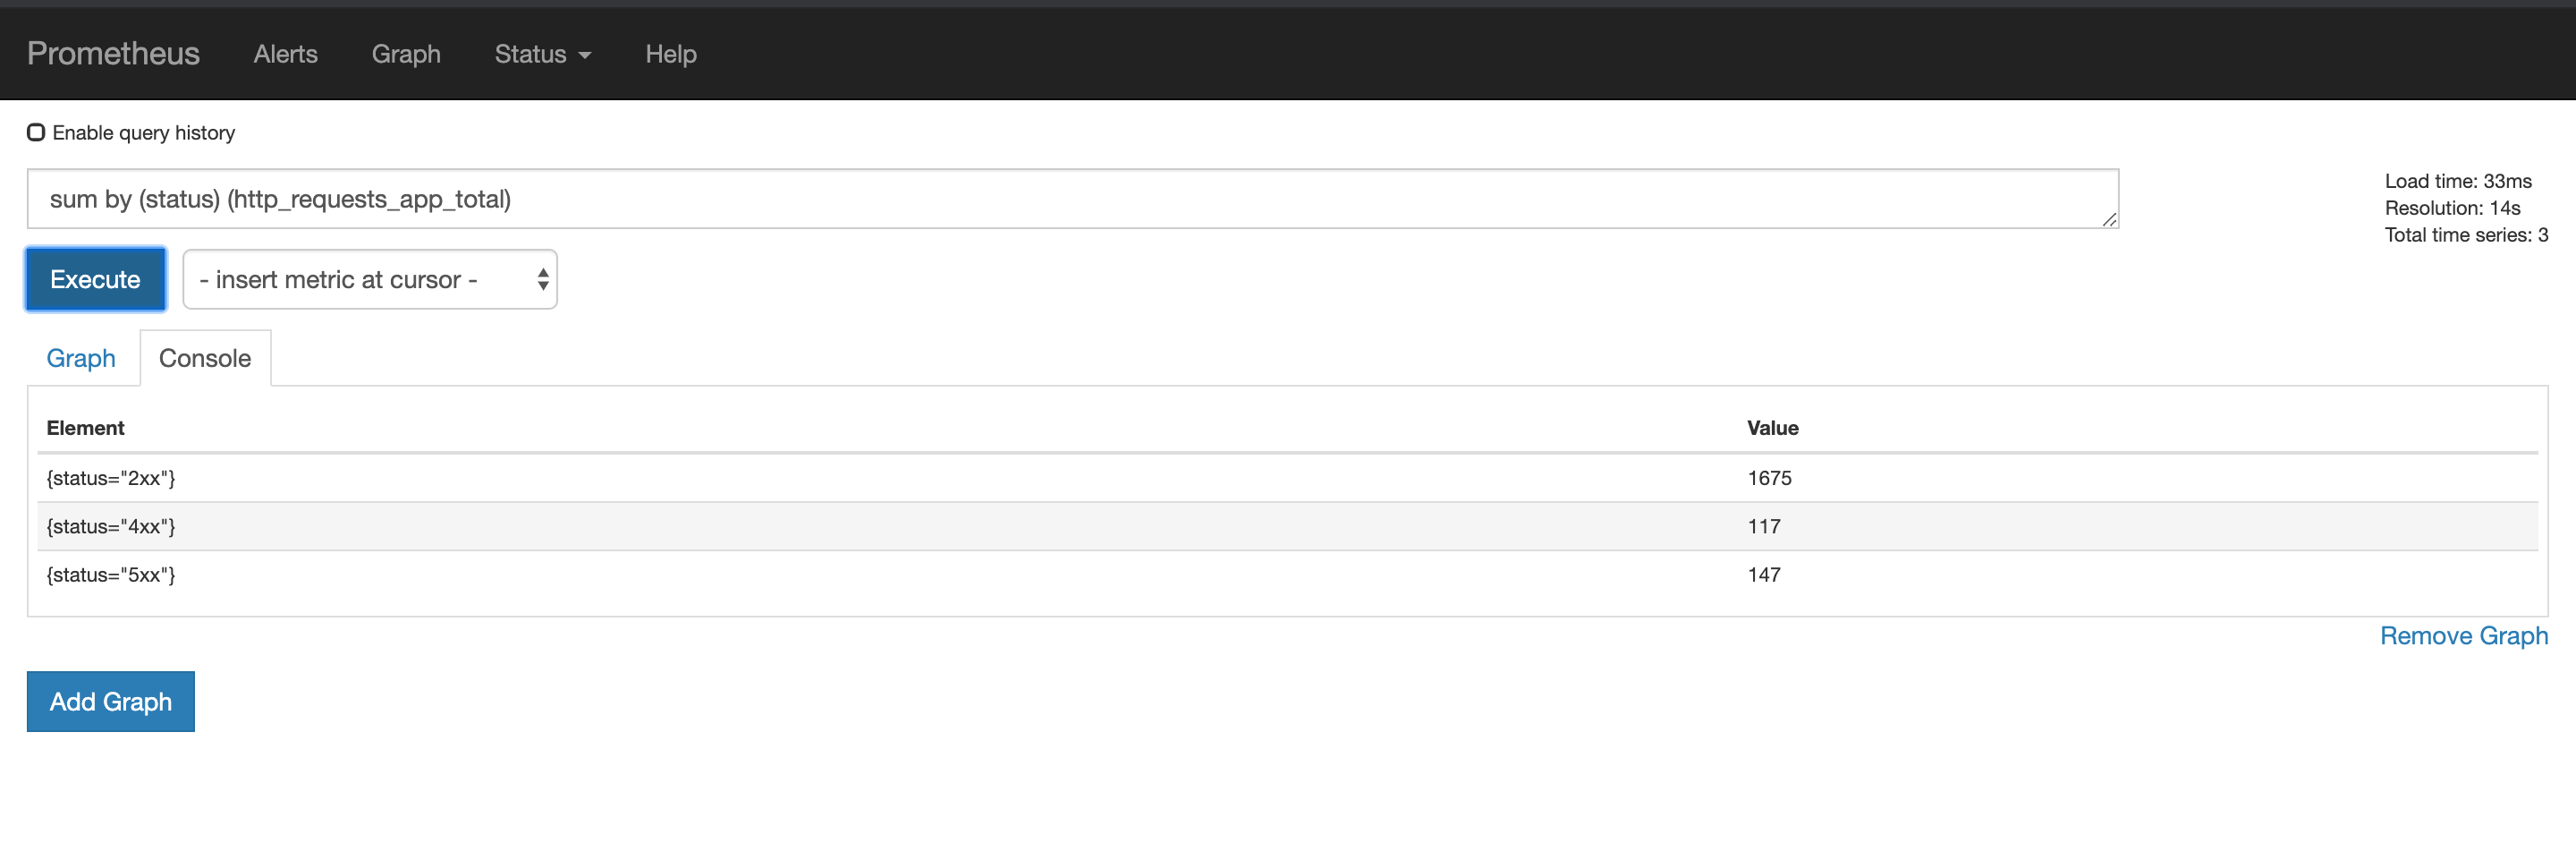 Prometheus Alerts Graph Status Help
Enable query history
sum by (status) (http_requests_app_total)
Load time: 33ms
Resolution: 14s
Total time series: 3
Execute - insert metric at cursor -
Graph Console
Element Value
{status="2xx"} 1675
{status="4xx"} 117
{status="5xx"} 147
Remove Graph
Add Graph